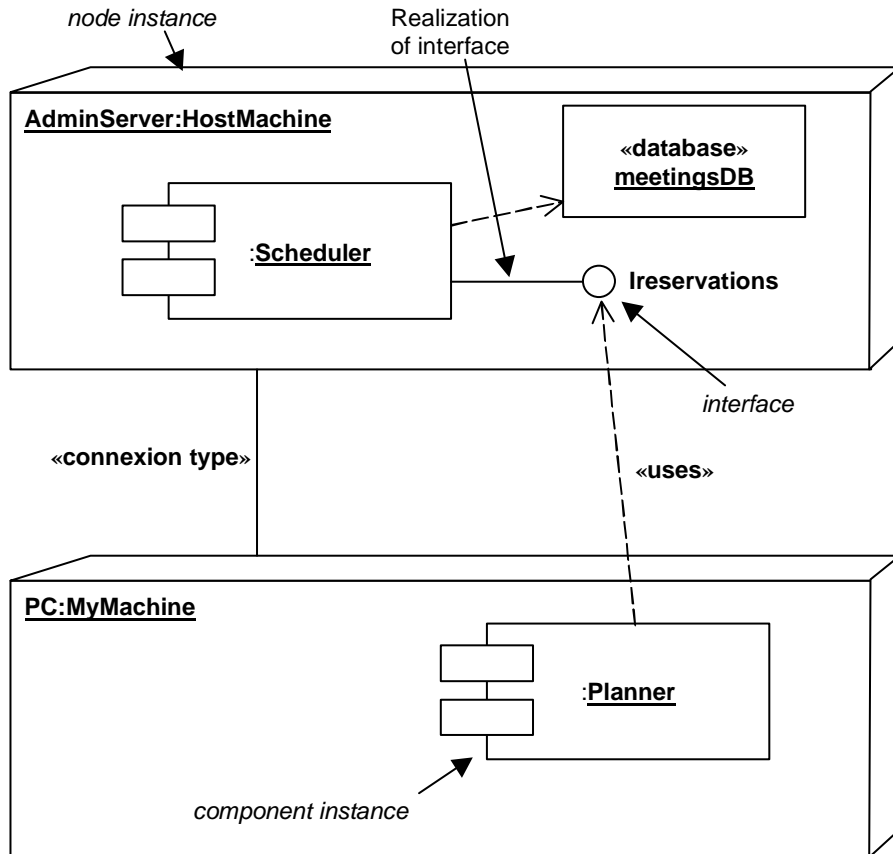 node instance
Realization
of interface
AdminServer:HostMachine
«database»
meetingsDB
:Scheduler
Ireservations
interface
«connexion type»
«uses»
PC:MyMachine
:Planner
component instance